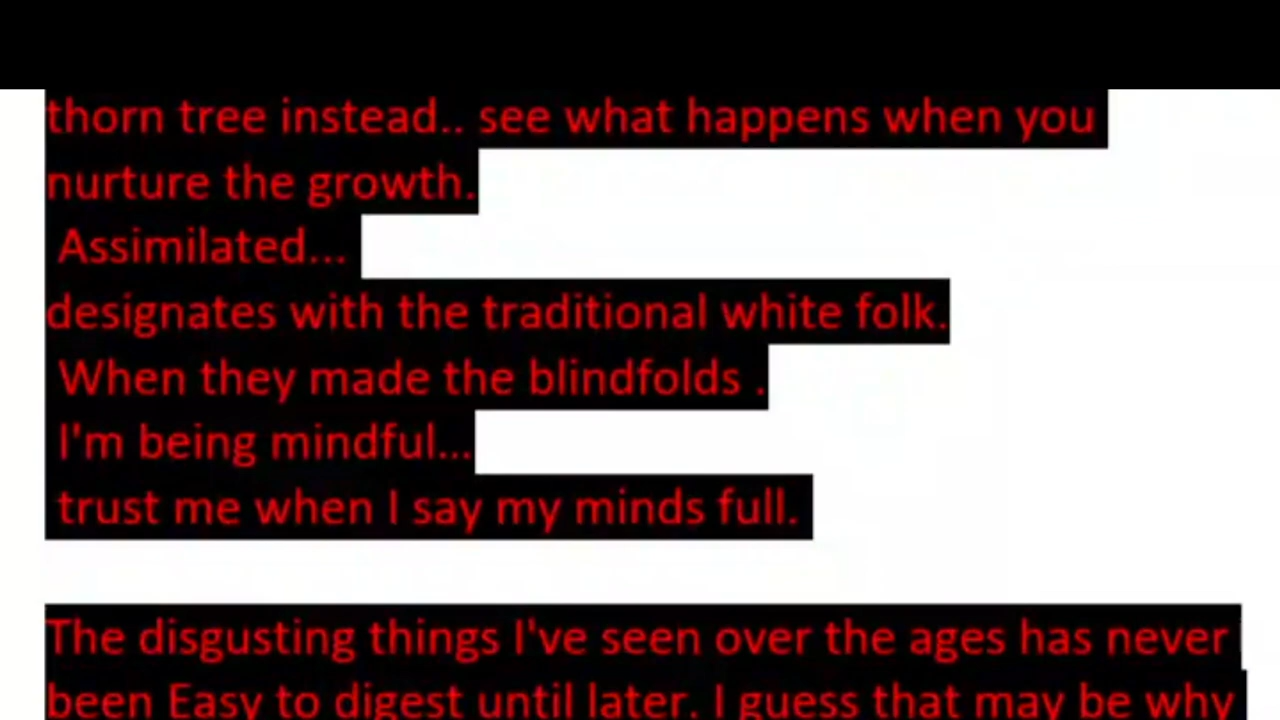 thorn tree instead.. see what happens when you
nurture the growth.
Assimilated...
designates with the traditional white folk.
When they made the blindfolds .
I'm being mindful...
trust me when I say my minds full.
The disgusting things I've seen over the ages has never
been Easy to digest until later. I guess that may be why